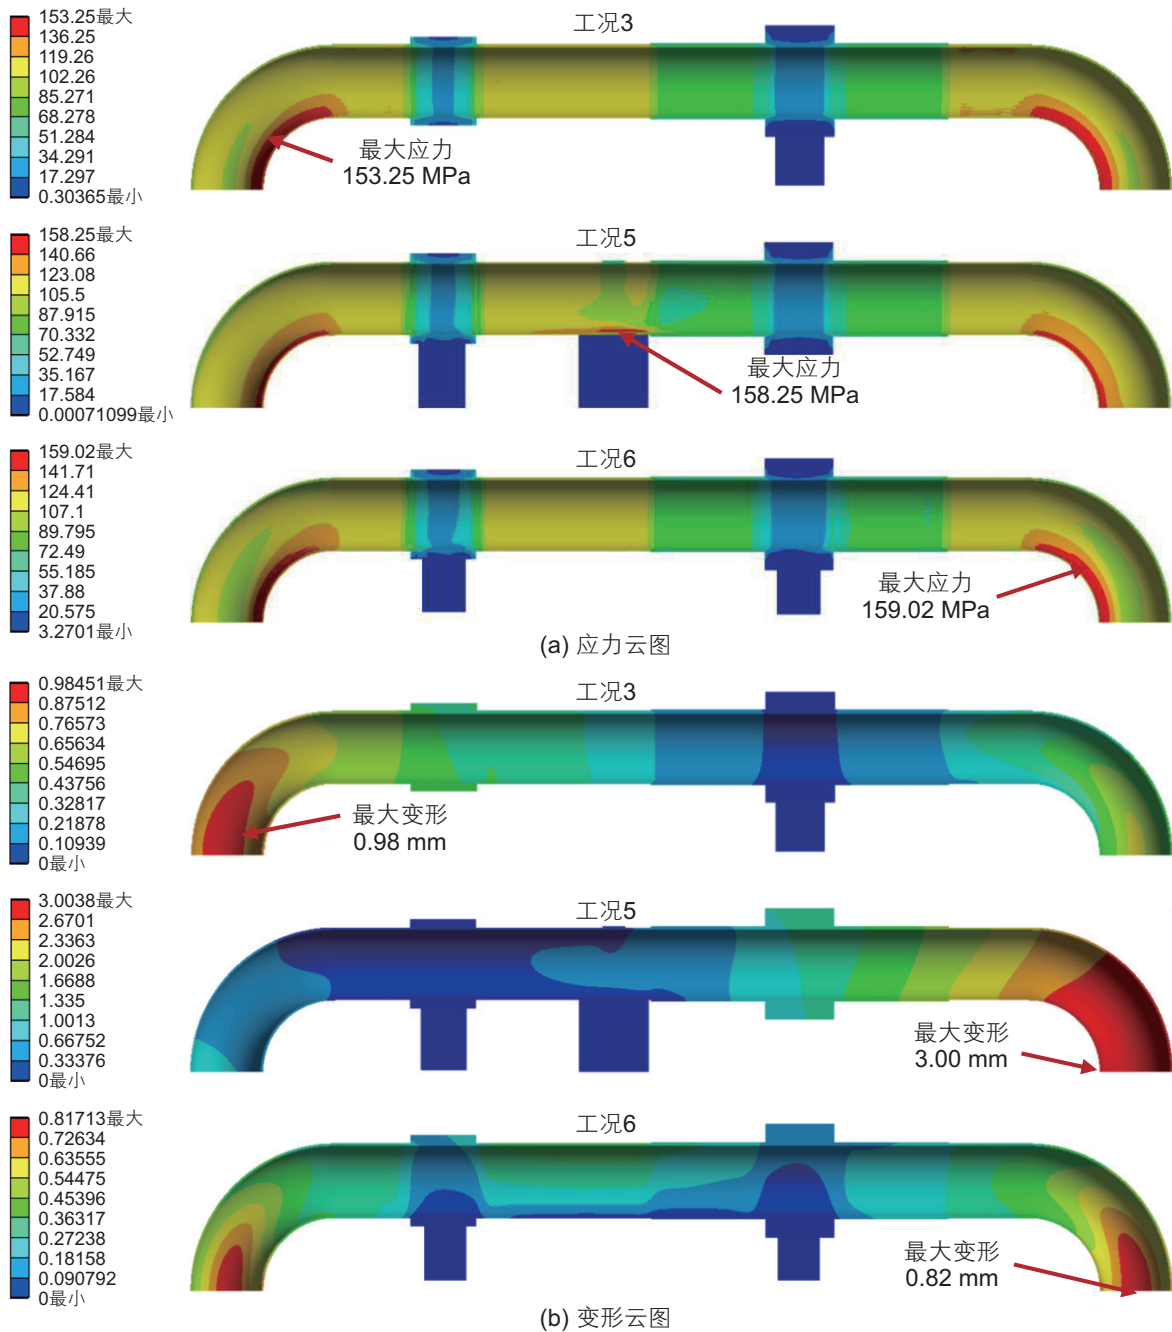 工况3
153.25最大
136.25
119.26
102.26
85.271
68.278
51.284
34.291
17.297
0.30365最小
最大应力
153.25 MPa
工况5
158.25最大
140.66
123.08
105.5
87.915
70.332
52.749
35.167
17.584
0.00071099最小
最大应力
158.25 MPa
工况6
159.02最大
141.71
124.41
107.1
89.795
72.49
55.185
37.88
20.575
3.2701最小
最大应力
159.02 MPa
(a) 应力云图
工况3
0.98451最大
0.87512
0.76573
0.65634
0.54695
0.43756
0.32817
0.21878
0.10939
0最小
最大变形
0.98 mm
工况5
3.0038最大
2.6701
2.3363
2.0026
1.6688
1.335
1.0013
0.66752
0.33376
0最小
最大变形
3.00 mm
工况6
0.81713最大
0.72634
0.63555
0.54475
0.45396
0.36317
0.27238
0.18158
0.090792
0最小
最大变形
0.82 mm
(b) 变形云图